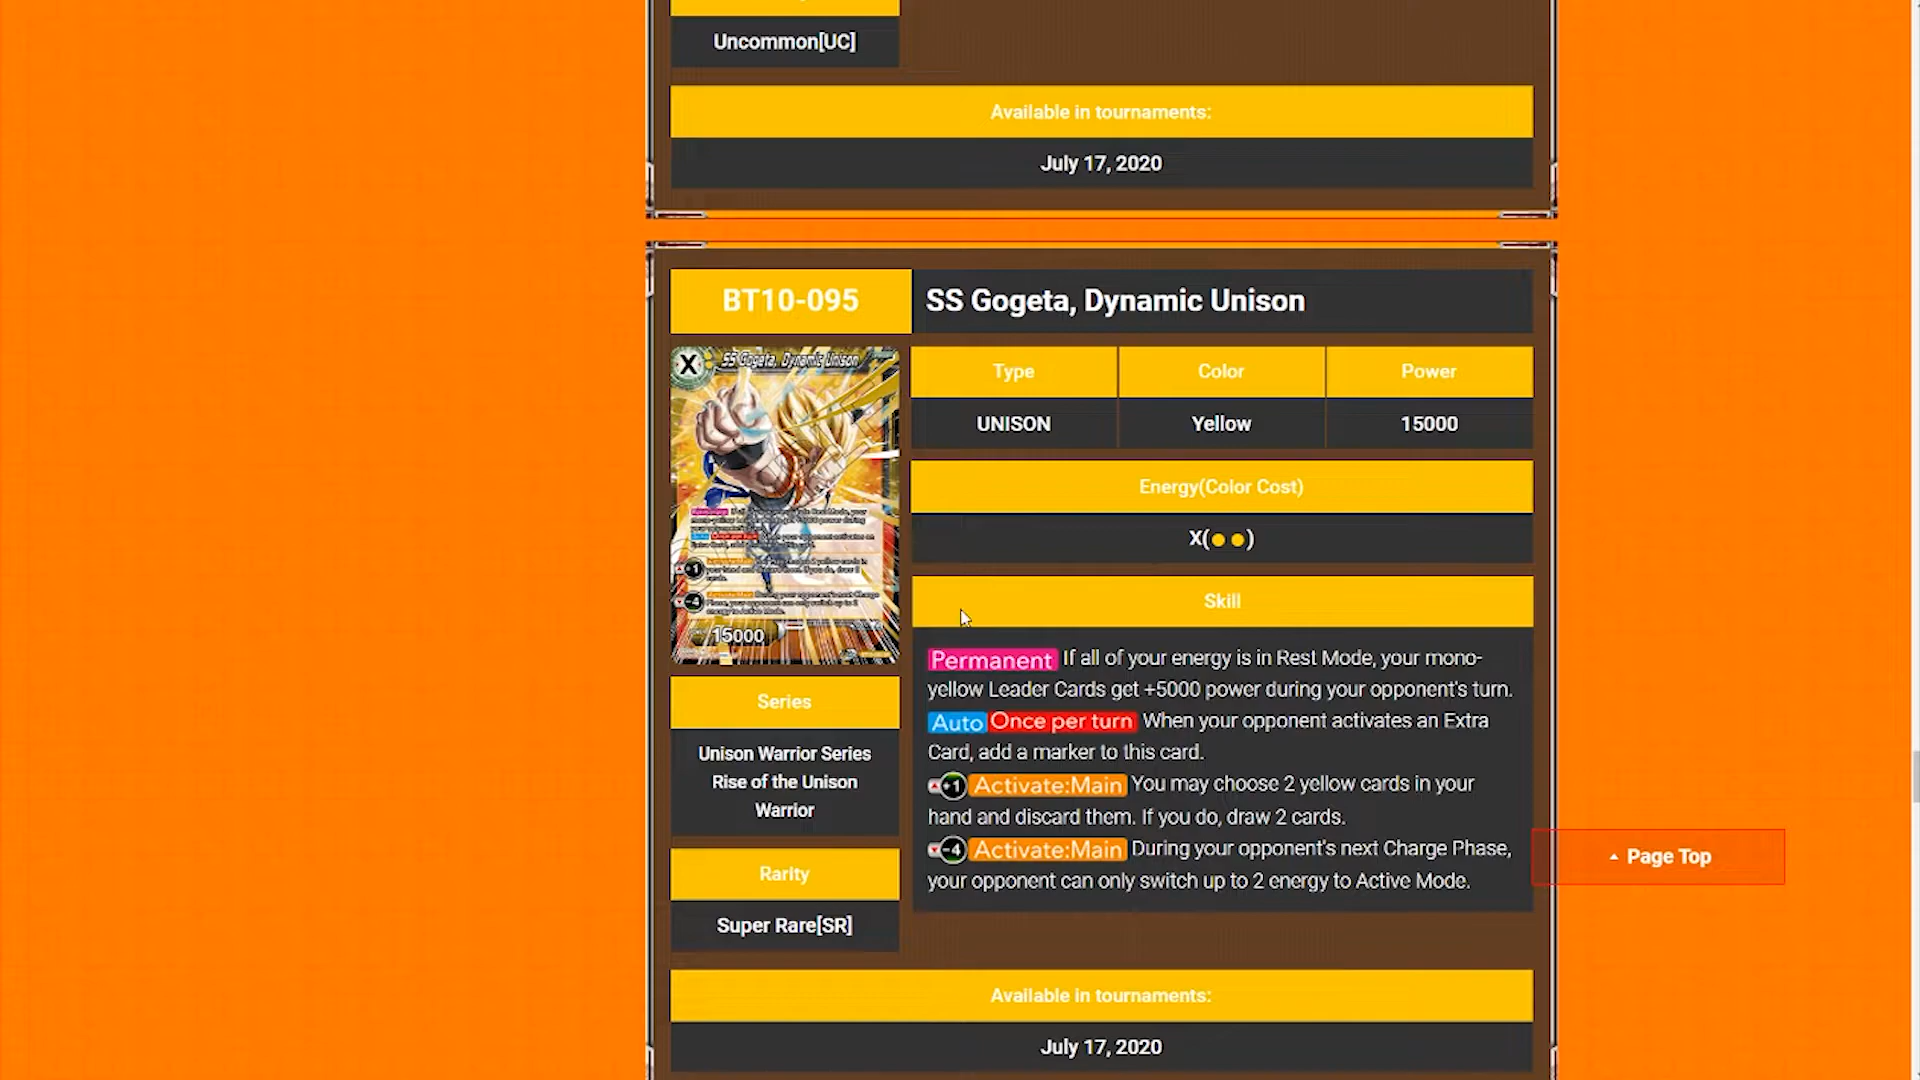 Uncommon[UC]
Available in tournaments:
July 17, 2020
BT10-095
SS Gogeta, Dynamic Unison
X
SS Gogeta, Dynamic Unison
+1
-4
15000
Type
Color
Power
UNISON
Yellow
15000
Energy(Color Cost)
X(●●)
Skill
Permanent If all of your energy is in Rest Mode, your mono-
yellow Leader Cards get +5000 power during your opponent's turn.
Auto Once per turn When your opponent activates an Extra
Card, add a marker to this card.
+1 Activate:Main You may choose 2 yellow cards in your
hand and discard them. If you do, draw 2 cards.
-4 Activate:Main During your opponent's next Charge Phase,
your opponent can only switch up to 2 energy to Active Mode.
Series
Unison Warrior Series
Rise of the Unison
Warrior
Rarity
Super Rare[SR]
Page Top
Available in tournaments:
July 17, 2020